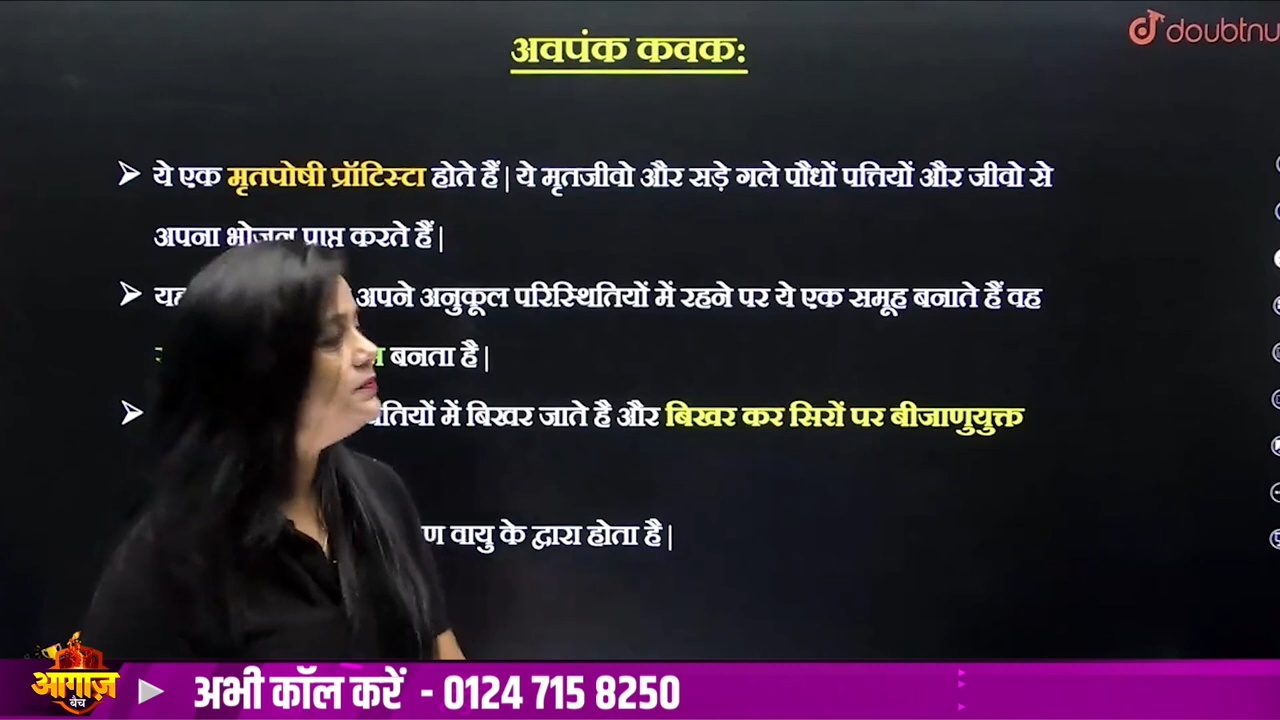 अवपंक कवक:
doubtnu
ये एक मृतपोषी प्रॉटिस्टा होते हैं | ये मृतजीवो और सड़े गले पौधों पत्तियों और जीवो से
अपना भोजन प्राप्त करते हैं |
अपने अनुकूल परिस्थितियों में रहने पर ये एक समूह बनाते हैं वह
बनता है |
में बिखर जाते है और बिखर कर सिरों पर बीजाणुयुक्त
वायु के द्वारा होता है |
आगाज़
बैच
अभी कॉल करें - 0124 715 8250